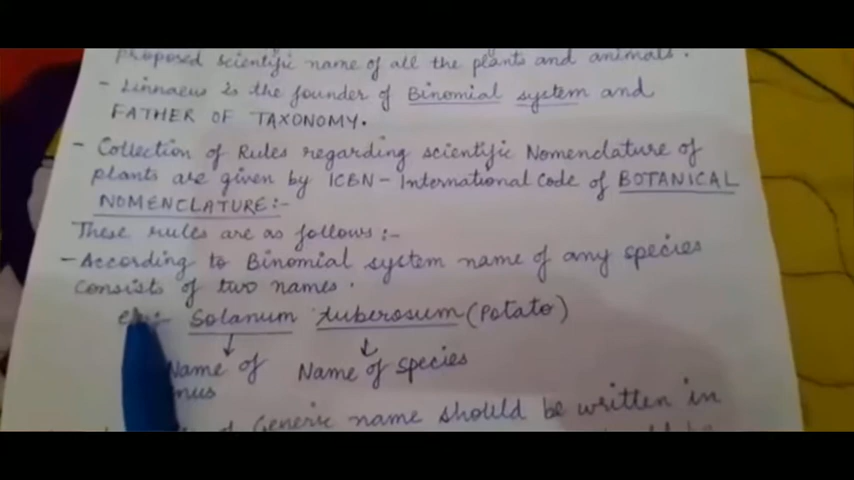 proposed scientific name of all the plants and animals.
- Linnaeus is the founder of Binomial system and
FATHER OF TAXONOMY.
- Collection of Rules regarding scientific Nomenclature of
plants are given by ICBN - International Code of BOTANICAL
NOMENCLATURE:-
These rules are as follows:-
- According to Binomial system name of any species
consists of two names.
Solanum tuberosum (Potato)
Name of Name of species
Generic name should be written in